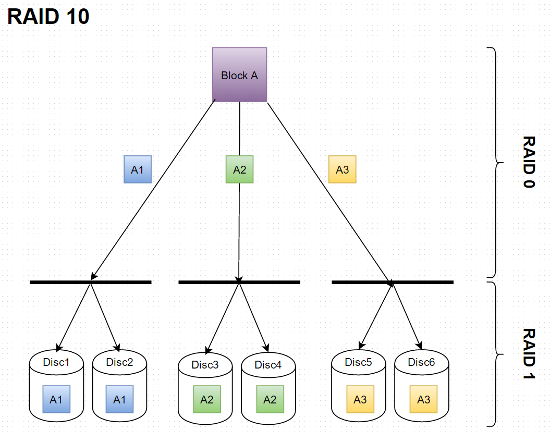 RAID 10
Block A
A1
A2
A3
RAID 0
RAID 1
Disc1
Disc2
Disc3
Disc4
Disc5
Disc6
A1
A1
A2
A2
A3
A3